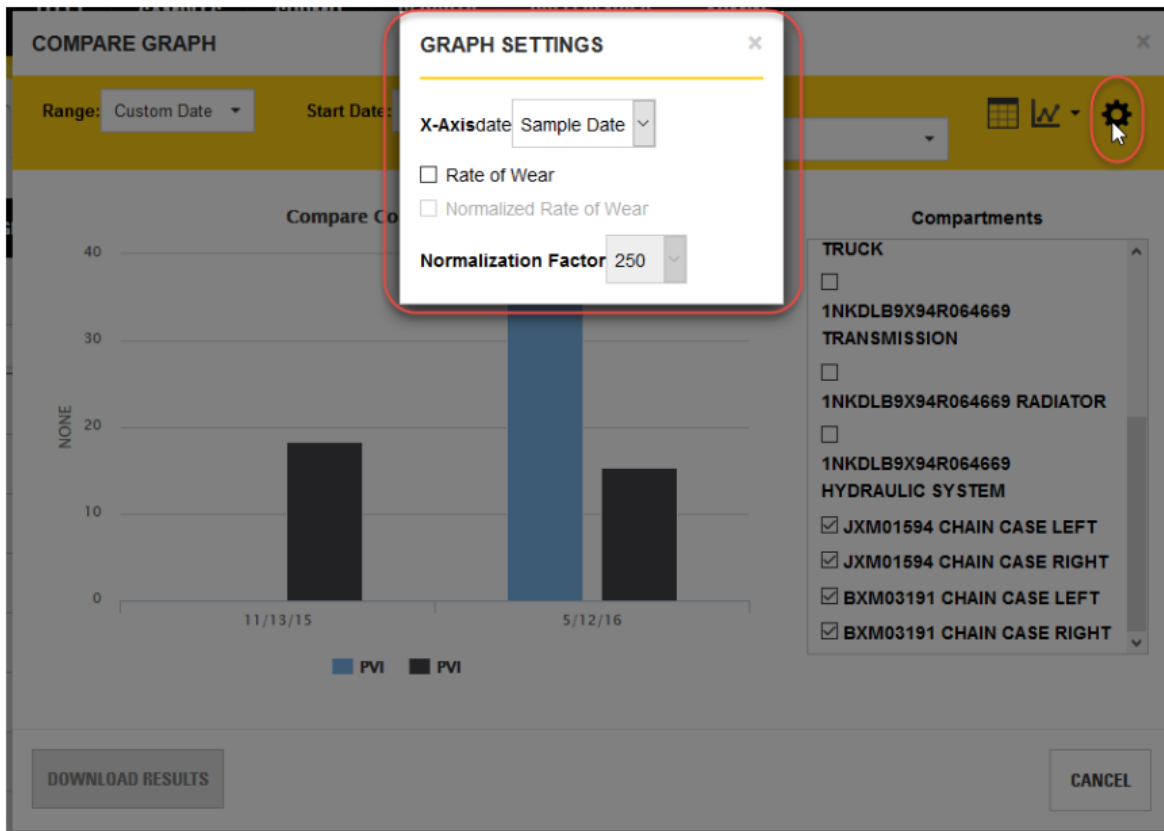 COMPARE GRAPH
GRAPH SETTINGS
Range:
Custom Date
Start Date:
X-Axisdate
Sample Date
Rate of Wear
Normalized Rate of Wear
Normalization Factor
250
Compare
Compartments
TRUCK
1NKDLB9X94R064669
TRANSMISSION
1NKDLB9X94R064669 RADIATOR
1NKDLB9X94R064669
HYDRAULIC SYSTEM
JXM01594 CHAIN CASE LEFT
JXM01594 CHAIN CASE RIGHT
BXM03191 CHAIN CASE LEFT
BXM03191 CHAIN CASE RIGHT
40
30
20
10
0
NONE
11/13/15
5/12/16
PVI
PVI
DOWNLOAD RESULTS
CANCEL